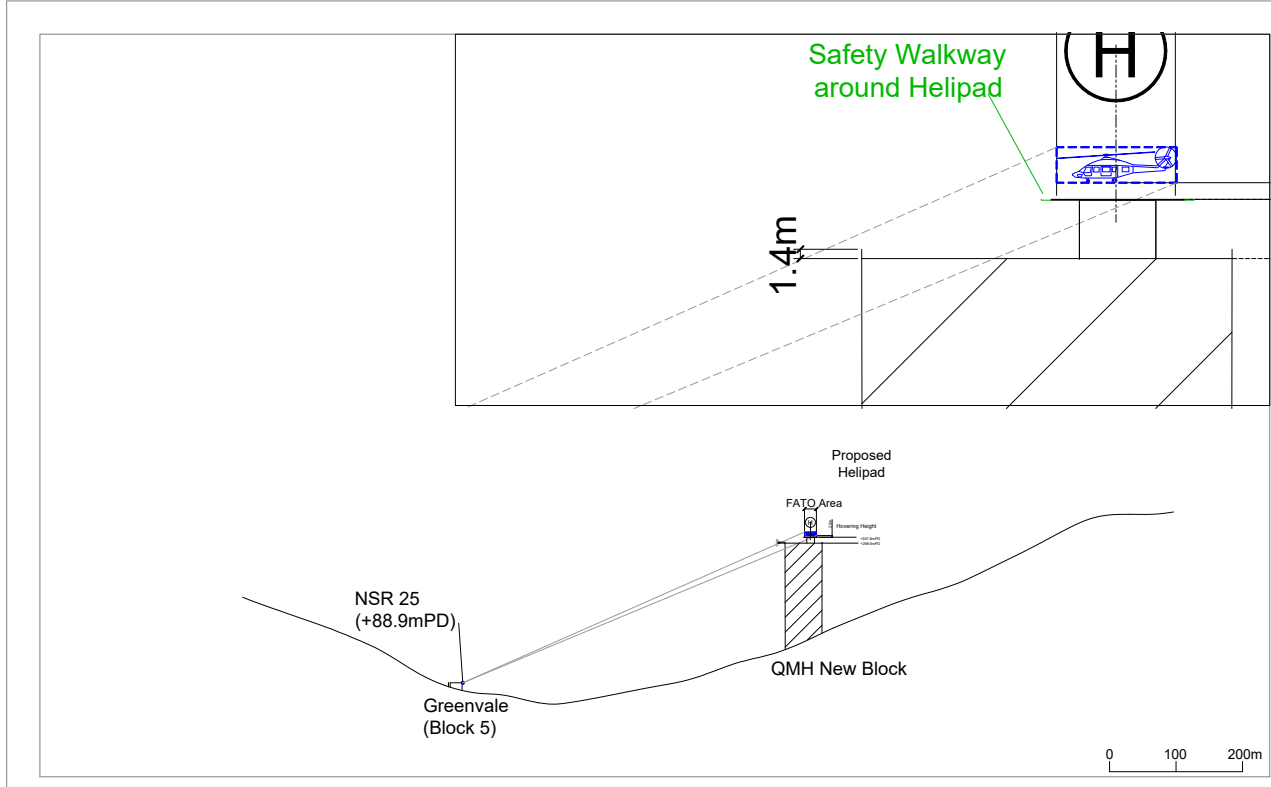 Safety Walkway
around Helipad
H
1.4m
Proposed
Helipad
FATO Area
Hovering Height
NSR 25
(+88.9mPD)
QMH New Block
Greenvale
(Block 5)
0 100 200m